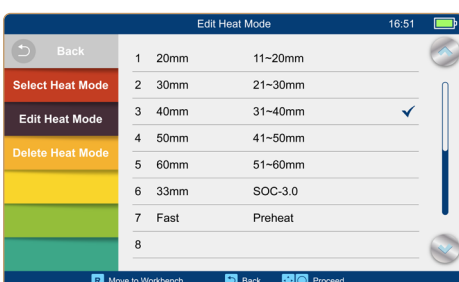 Edit Heat Mode 16:51
Back
Select Heat Mode
Edit Heat Mode
Delete Heat Mode
1 20mm 11~20mm
2 30mm 21~30mm
3 40mm 31~40mm
4 50mm 41~50mm
5 60mm 51~60mm
6 33mm SOC-3.0
7 Fast Preheat
8
R Move to Workbench Back Proceed